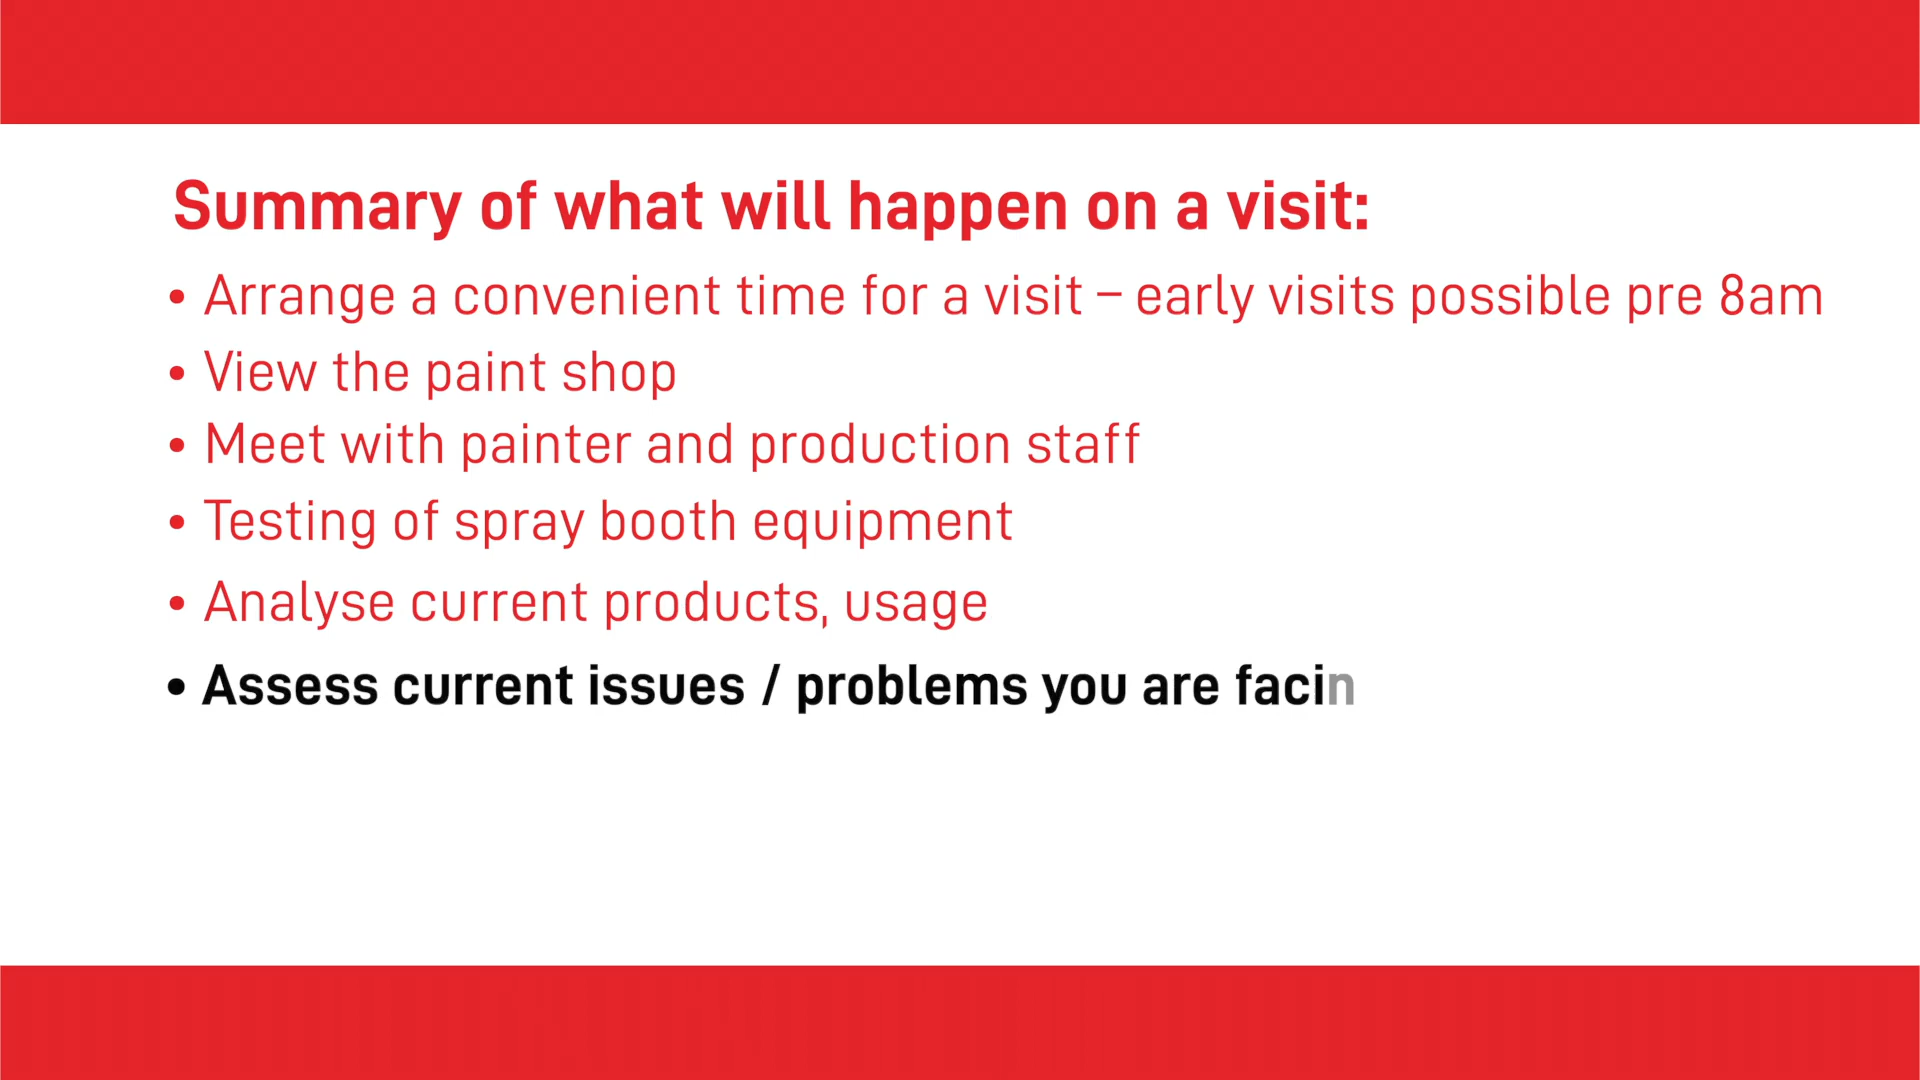 Summary of what will happen on a visit:
• Arrange a convenient time for a visit – early visits possible pre 8am
• View the paint shop
• Meet with painter and production staff
• Testing of spray booth equipment
• Analyse current products, usage
• Assess current issues / problems you are facin